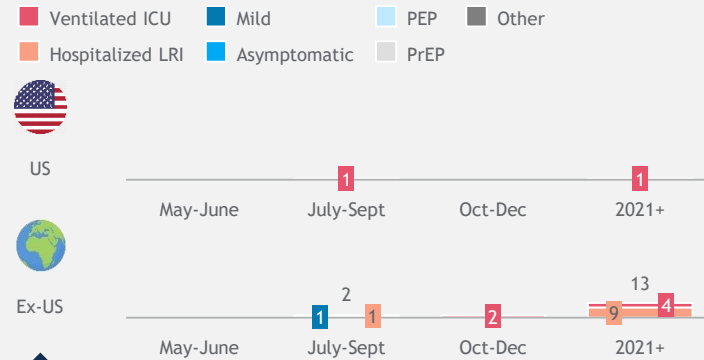 Ventilated ICU Mild PEP Other
Hospitalized LRI Asymptomatic PrEP
US
1 1
May-June July-Sept Oct-Dec 2021+
Ex-US
2 13
1 1 2 9 4
May-June July-Sept Oct-Dec 2021+